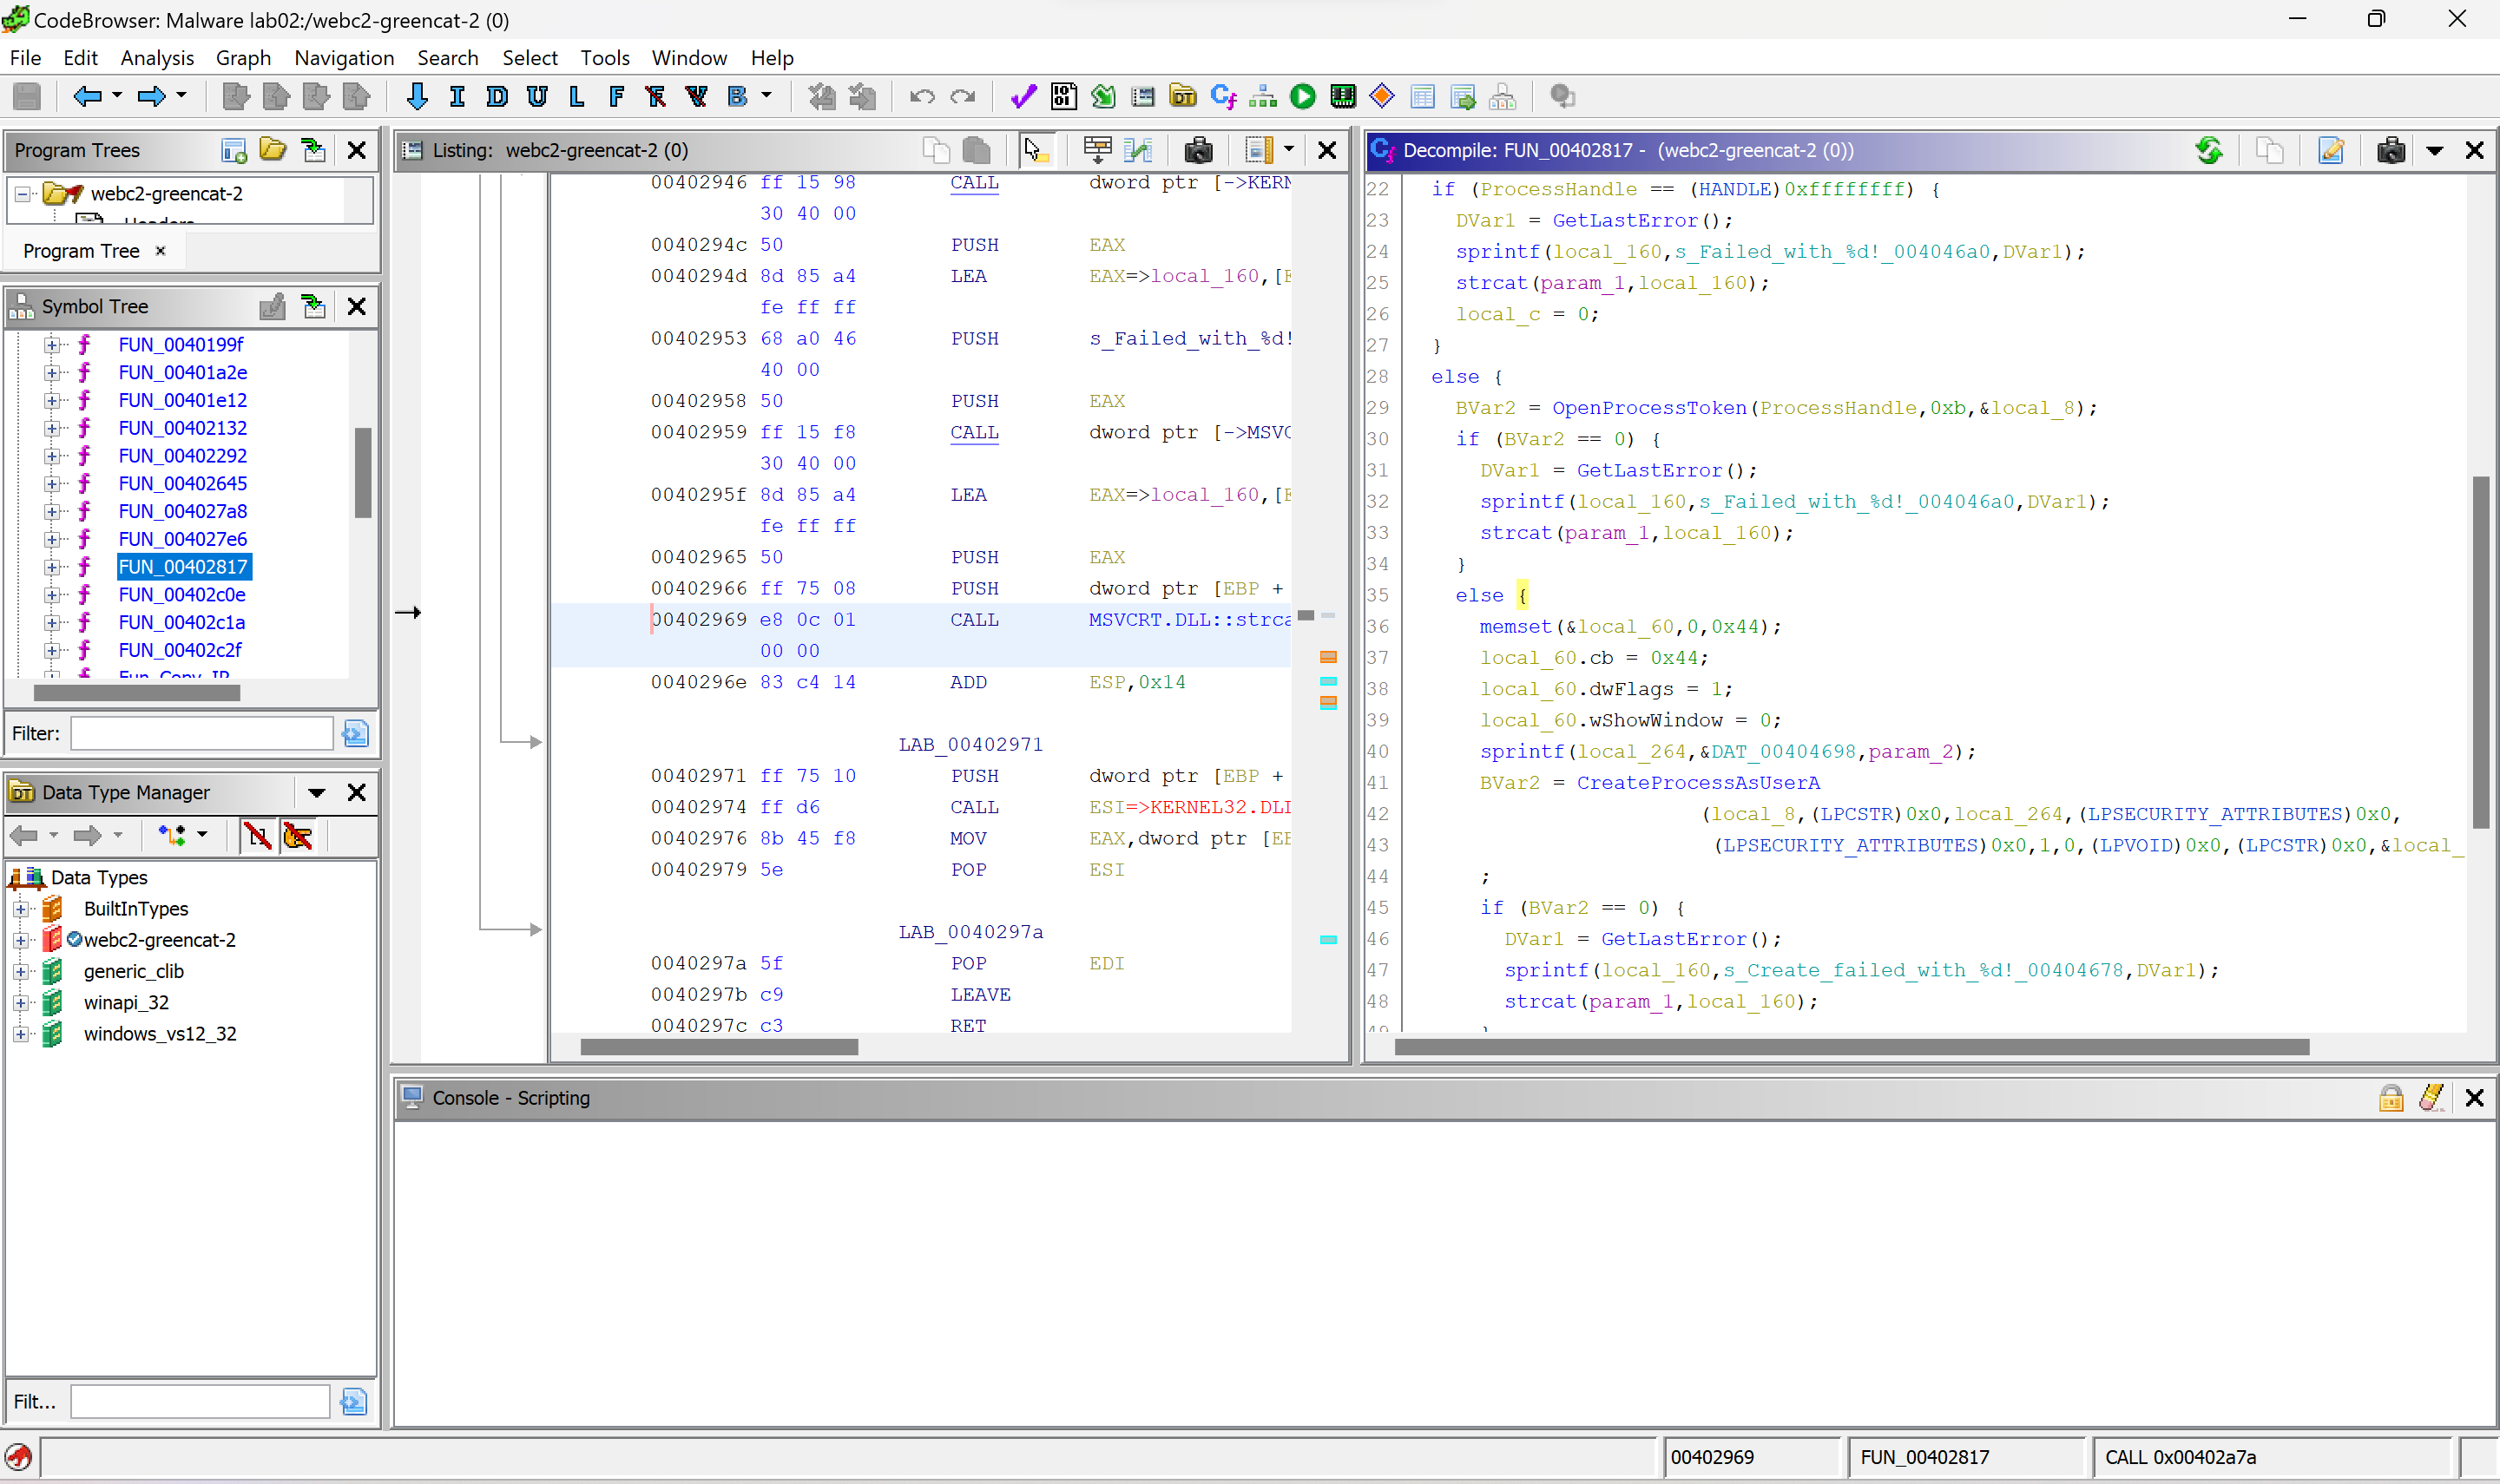 CodeBrowser: Malware lab02:/webc2-greencat-2 (0)
File Edit Analysis Graph Navigation Search Select Tools Window Help
I D U L F B
Program Trees
webc2-greencat-2
Headers
Program Tree
Symbol Tree
FUN_0040199f
FUN_00401a2e
FUN_00401e12
FUN_00402132
FUN_00402292
FUN_00402645
FUN_004027a8
FUN_004027e6
FUN_00402817
FUN_00402c0e
FUN_00402c1a
FUN_00402c2f
Filter:
Data Type Manager
Data Types
BuiltInTypes
webc2-greencat-2
generic_clib
winapi_32
windows_vs12_32
Filt...
Listing: webc2-greencat-2 (0)
00402946 ff 15 98 CALL dword ptr [->KERN
30 40 00
0040294c 50 PUSH EAX
0040294d 8d 85 a4 LEA EAX=>local_160,[E
fe ff ff
00402953 68 a0 46 PUSH s_Failed_with_%d!
40 00
00402958 50 PUSH EAX
00402959 ff 15 f8 CALL dword ptr [->MSVC
30 40 00
0040295f 8d 85 a4 LEA EAX=>local_160,[E
fe ff ff
00402965 50 PUSH EAX
00402966 ff 75 08 PUSH dword ptr [EBP +
00402969 e8 0c 01 CALL MSVCRT.DLL::strca
00 00
0040296e 83 c4 14 ADD ESP,0x14
LAB_00402971
00402971 ff 75 10 PUSH dword ptr [EBP +
00402974 ff d6 CALL ESI=>KERNEL32.DLL
00402976 8b 45 f8 MOV EAX,dword ptr [EB
00402979 5e POP ESI
LAB_0040297a
0040297a 5f POP EDI
0040297b c9 LEAVE
0040297c c3 RET
Decompile: FUN_00402817 - (webc2-greencat-2 (0))
22 if (ProcessHandle == (HANDLE)0xffffffff) {
23 DVar1 = GetLastError();
24 sprintf(local_160,s_Failed_with_%d!_004046a0,DVar1);
25 strcat(param_1,local_160);
26 local_c = 0;
27 }
28 else {
29 BVar2 = OpenProcessToken(ProcessHandle,0xb,&local_8);
30 if (BVar2 == 0) {
31 DVar1 = GetLastError();
32 sprintf(local_160,s_Failed_with_%d!_004046a0,DVar1);
33 strcat(param_1,local_160);
34 }
35 else {
36 memset(&local_60,0,0x44);
37 local_60.cb = 0x44;
38 local_60.dwFlags = 1;
39 local_60.wShowWindow = 0;
40 sprintf(local_264,&DAT_00404698,param_2);
41 BVar2 = CreateProcessAsUserA
42 (local_8,(LPCSTR)0x0,local_264,(LPSECURITY_ATTRIBUTES)0x0,
43 (LPSECURITY_ATTRIBUTES)0x0,1,0,(LPVOID)0x0,(LPCSTR)0x0,&local_
44 ;
45 if (BVar2 == 0) {
46 DVar1 = GetLastError();
47 sprintf(local_160,s_Create_failed_with_%d!_00404678,DVar1);
48 strcat(param_1,local_160);
Console - Scripting
00402969 FUN_00402817 CALL 0x00402a7a